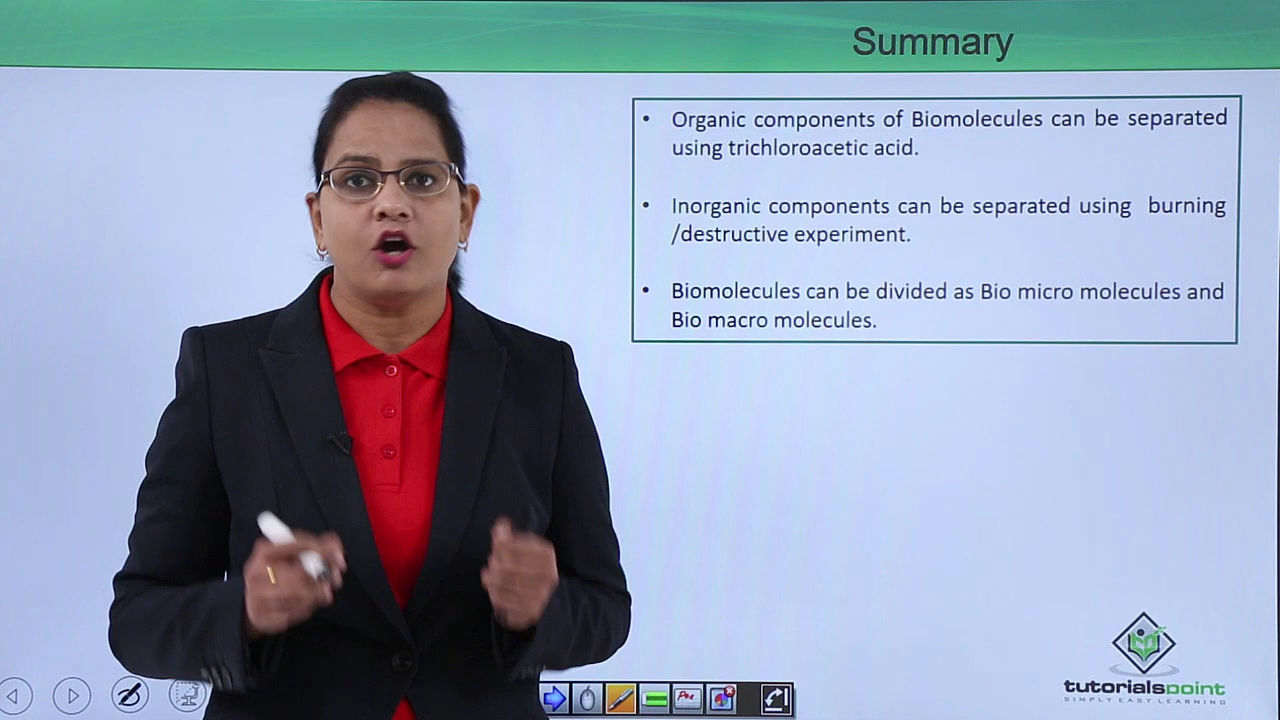 Summary
• Organic components of Biomolecules can be separated
using trichloroacetic acid.
• Inorganic components can be separated using burning
/destructive experiment.
• Biomolecules can be divided as Bio micro molecules and
Bio macro molecules.
Pen
tutorialspoint
SIMPLY EASY LEARNING